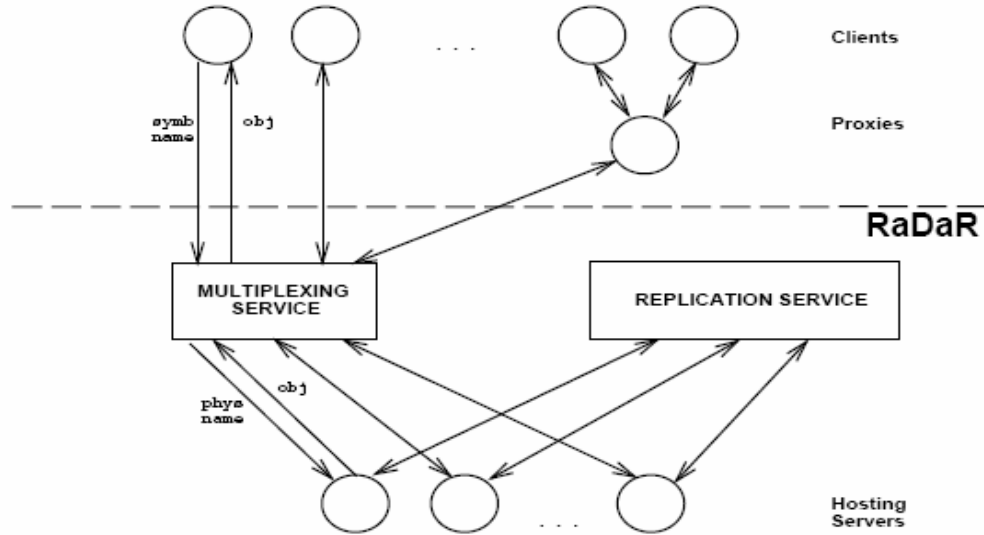 . . .
Clients
symb
name
obj
Proxies
RaDaR
MULTIPLEXING
SERVICE
REPLICATION SERVICE
obj
phys
name
. . .
Hosting
Servers